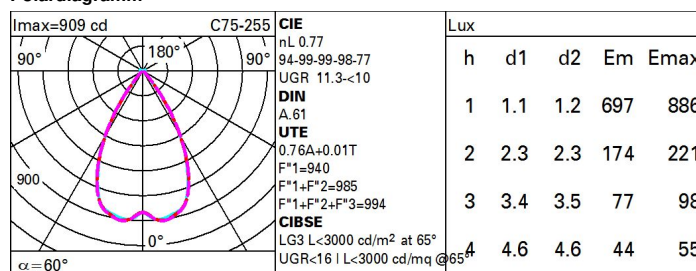 Imax=909 cd C75-255
90° 180° 90°
900
0°
α=60°
CIE
nL 0.77
94-99-99-98-77
UGR 11.3-<10
DIN
A.61
UTE
0.76A+0.01T
F"1=940
F"1+F"2=985
F"1+F"2+F"3=994
CIBSE
LG3 L<3000 cd/m² at 65°
UGR<16 | L<3000 cd/mq @65°
Lux
h d1 d2 Em Emax
1 1.1 1.2 697 886
2 2.3 2.3 174 221
3 3.4 3.5 77 98
4 4.6 4.6 44 55